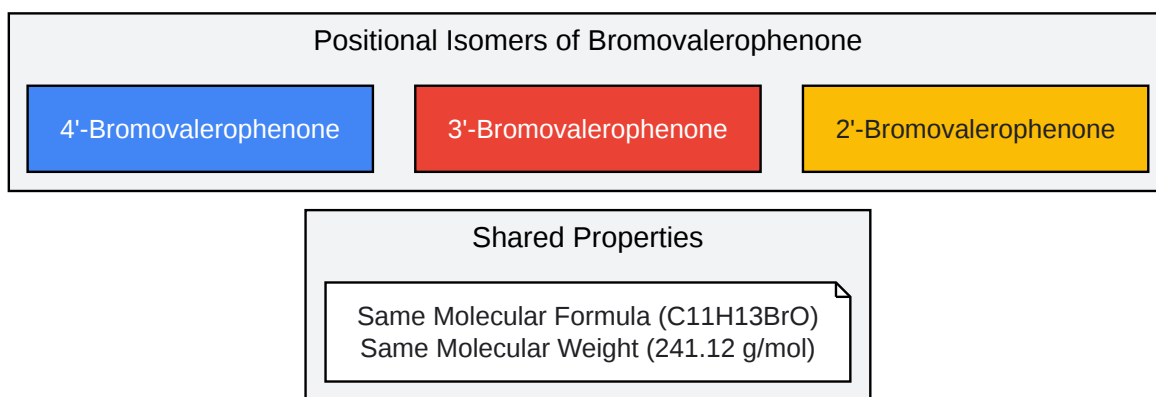 Positional Isomers of Bromovalerophenone
4'-Bromovalerophenone
3'-Bromovalerophenone
2'-Bromovalerophenone
Shared Properties
Same Molecular Formula (C11H13BrO)
Same Molecular Weight (241.12 g/mol)